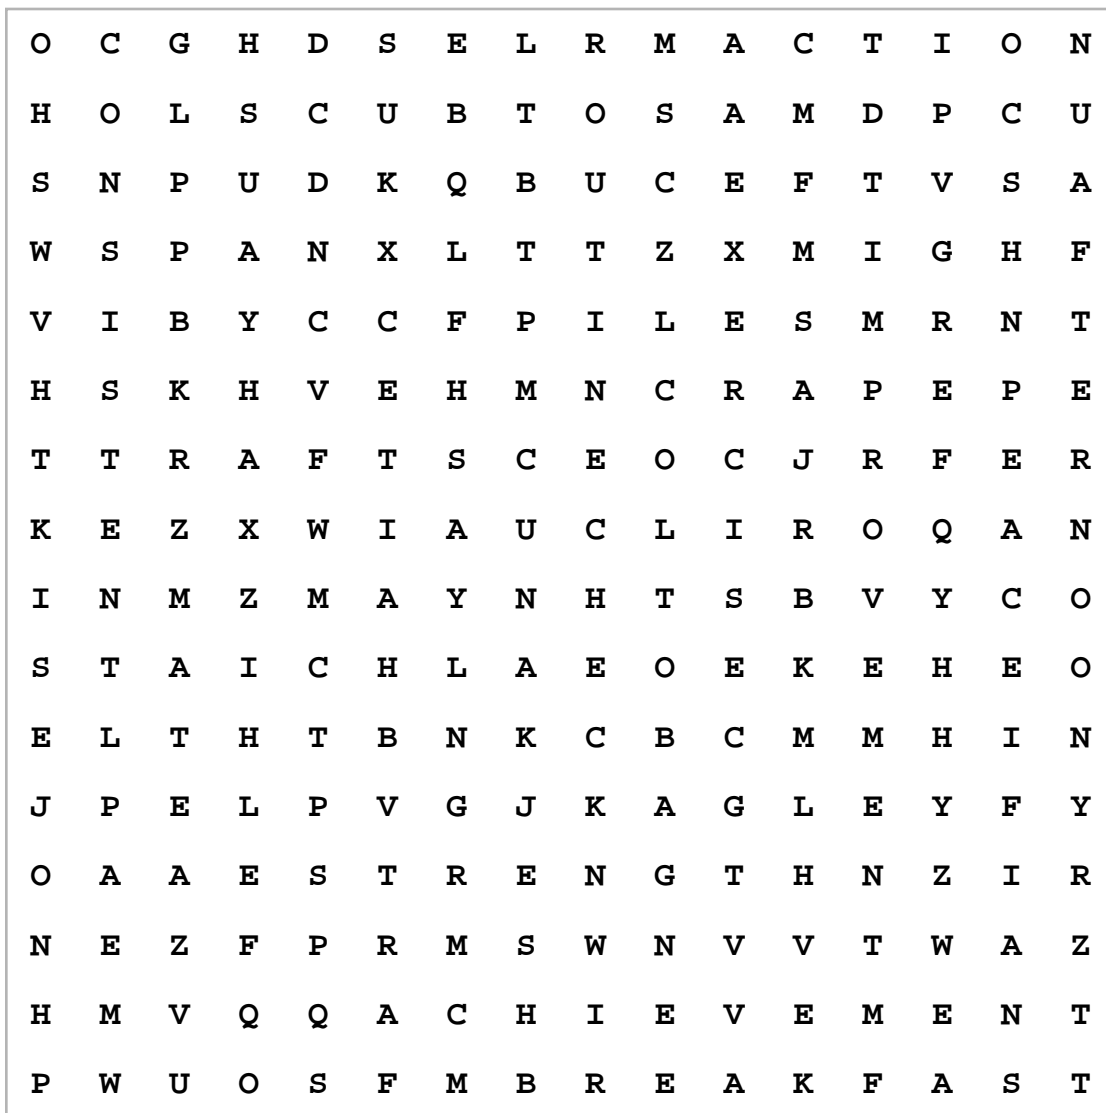 O C G H D S E L R M A C T I O N
H O L S C U B T O S A M D P C U
S N P U D K Q B U C E F T V S A
W S P A N X L T T Z X M I G H F
V I B Y C C F P I L E S M R N T
H S K H V E H M N C R A P E P E
T T R A F T S C E O C J R F E R
K E Z X W I A U C L I R O Q A N
I N M Z M A Y N H T S B V Y C O
S T A I C H L A E O E K E H E O
E L T H T B N K C B C M M H I N
J P E L P V G J K A G L E Y F Y
O A A E S T R E N G T H N Z I R
N E Z F P R M S W N V V T W A Z
H M V Q Q A C H I E V E M E N T
P W U O S F M B R E A K F A S T